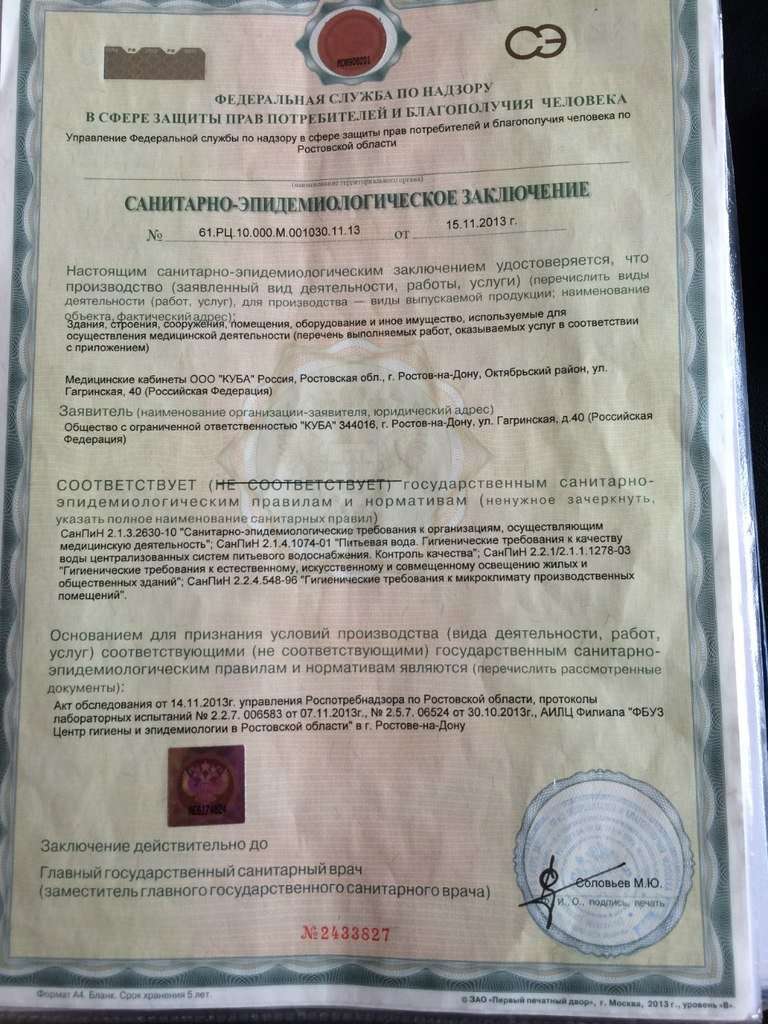 СЭ
ФЕДЕРАЛЬНАЯ СЛУЖБА ПО НАДЗОРУ
В СФЕРЕ ЗАЩИТЫ ПРАВ ПОТРЕБИТЕЛЕЙ И БЛАГОПОЛУЧИЯ ЧЕЛОВЕКА
Управление Федеральной службы по надзору в сфере защиты прав потребителей и благополучия человека по
Ростовской области
(наименование территориального органа)
САНИТАРНО-ЭПИДЕМИОЛОГИЧЕСКОЕ ЗАКЛЮЧЕНИЕ
№ 61.РЦ.10.000.М.001030.11.13 от 15.11.2013 г.
Настоящим санитарно-эпидемиологическим заключением удостоверяется, что
производство (заявленный вид деятельности, работы, услуги) (перечислить виды
деятельности (работ, услуг), для производства — виды выпускаемой продукции; наименование
объекта, фактический адрес):
Здания, строения, сооружения, помещения, оборудование и иное имущество, используемые для
осуществления медицинской деятельности (перечень выполняемых работ, оказываемых услуг в соответствии
с приложением)
Медицинские кабинеты ООО "КУБА" Россия, Ростовская обл., г. Ростов-на-Дону, Октябрьский район, ул.
Гагринская, 40 (Российская Федерация)
Заявитель (наименование организации-заявителя, юридический адрес)
Общество с ограниченной ответственностью "КУБА" 344016, г. Ростов-на-Дону, ул. Гагринская, д.40 (Российская
Федерация)
СООТВЕТСТВУЕТ (НЕ СООТВЕТСТВУЕТ) государственным санитарно-
эпидемиологическим правилам и нормативам (ненужное зачеркнуть,
указать полное наименование санитарных правил)
СанПиН 2.1.3.2630-10 "Санитарно-эпидемиологические требования к организациям, осуществляющим
медицинскую деятельность"; СанПиН 2.1.4.1074-01 "Питьевая вода. Гигиенические требования к качеству
воды централизованных систем питьевого водоснабжения. Контроль качества"; СанПиН 2.2.1/2.1.1.1278-03
"Гигиенические требования к естественному, искусственному и совмещенному освещению жилых и
общественных зданий"; СанПиН 2.2.4.548-96 "Гигиенические требования к микроклимату производственных
помещений".
Основанием для признания условий производства (вида деятельности, работ,
услуг) соответствующими (не соответствующими) государственным санитарно-
эпидемиологическим правилам и нормативам являются (перечислить рассмотренные
документы):
Акт обследования от 14.11.2013г. управления Роспотребнадзора по Ростовской области, протоколы
лабораторных испытаний № 2.2.7. 006583 от 07.11.2013г., № 2.5.7. 06524 от 30.10.2013г., АИЛЦ Филиала "ФБУЗ
Центр гигиены и эпидемиологии в Ростовской области" в г. Ростове-на-Дону
Заключение действительно до
Главный государственный санитарный врач
(заместитель главного государственного санитарного врача)
Соловьев М.Ю.
И. О., подпись, печать
№2433827
Формат А4. Бланк. Срок хранения 5 лет.
© ЗАО «Первый печатный двор», г. Москва, 2013 г., уровень «В».